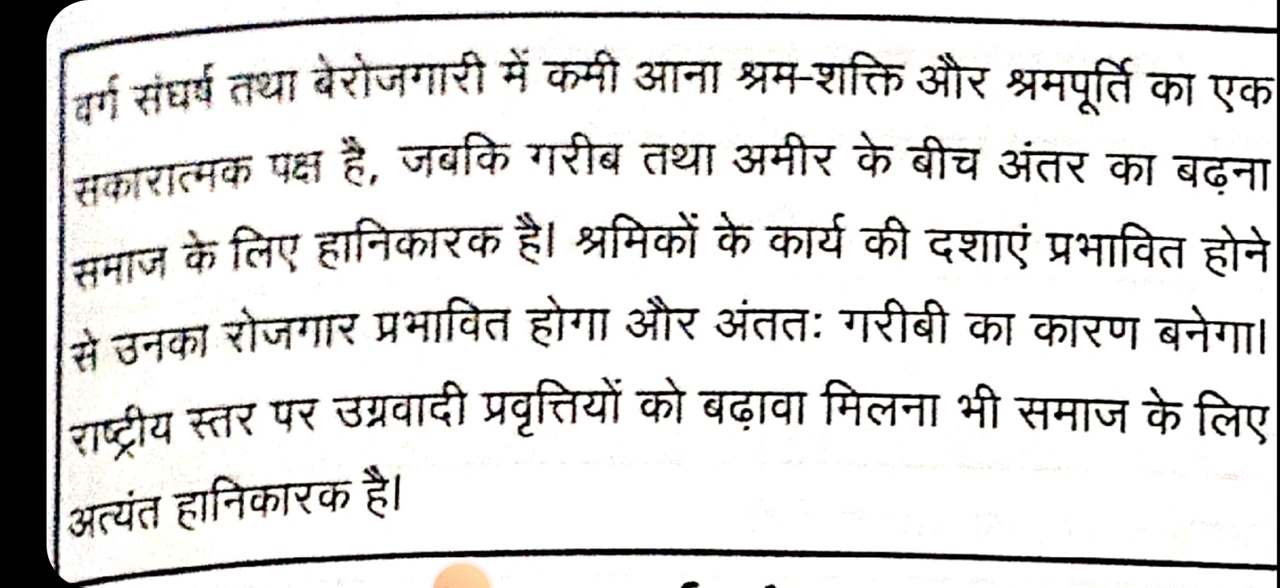 वर्ग संघर्ष तथा बेरोजगारी में कमी आना श्रम-शक्ति और श्रमपूर्ति का एक
सकारात्मक पक्ष है, जबकि गरीब तथा अमीर के बीच अंतर का बढ़ना
समाज के लिए हानिकारक है। श्रमिकों के कार्य की दशाएं प्रभावित होने
से उनका रोजगार प्रभावित होगा और अंततः गरीबी का कारण बनेगा।
राष्ट्रीय स्तर पर उग्रवादी प्रवृत्तियों को बढ़ावा मिलना भी समाज के लिए
अत्यंत हानिकारक है।